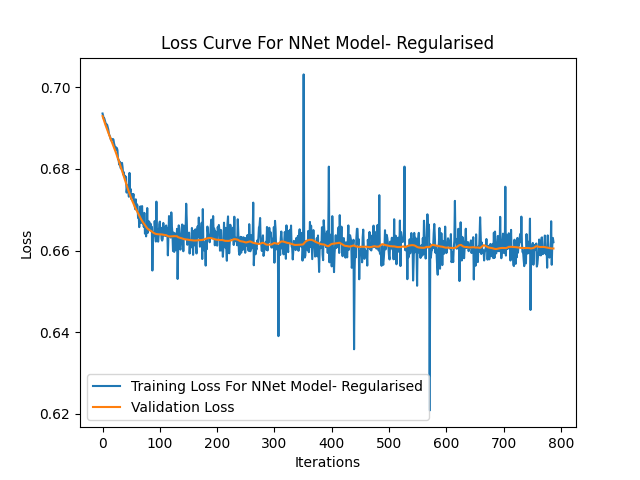 Loss Curve For NNet Model- Regularised
0.70
0.68
0.66
0.64
0.62
Loss
Training Loss For NNet Model- Regularised
Validation Loss
0 100 200 300 400 500 600 700 800
Iterations